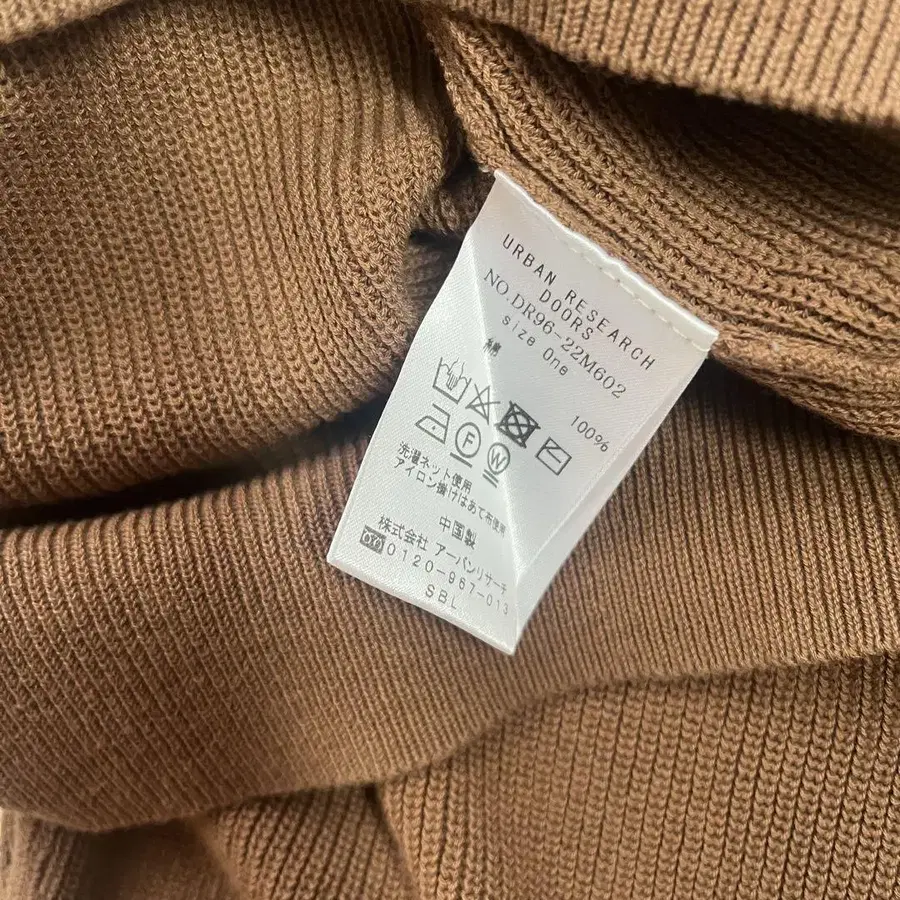 URBAN RESEARCH
DOORS
NO.DR96-22M602
size One
綿 100%
F W
洗濯ネット使用
アイロン掛けはあて布使用
中国製
株式会社 アーバンリサーチ
0120-967-013
SBL